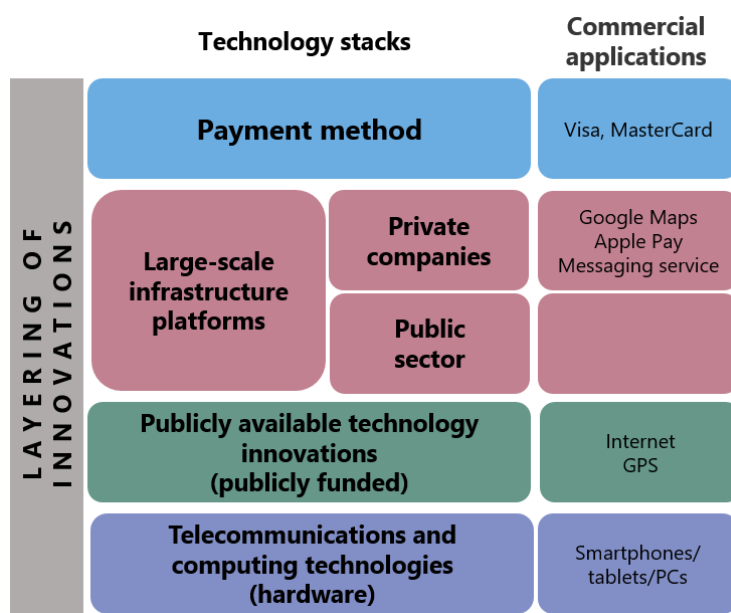 Technology stacks
Commercial
applications
LAYERING OF
INNOVATIONS
Payment method
Visa, MasterCard
Large-scale
infrastructure
platforms
Private
companies
Google Maps
Apple Pay
Messaging service
Public
sector
Publicly available technology
innovations
(publicly funded)
Internet
GPS
Telecommunications and
computing technologies
(hardware)
Smartphones/
tablets/PCs